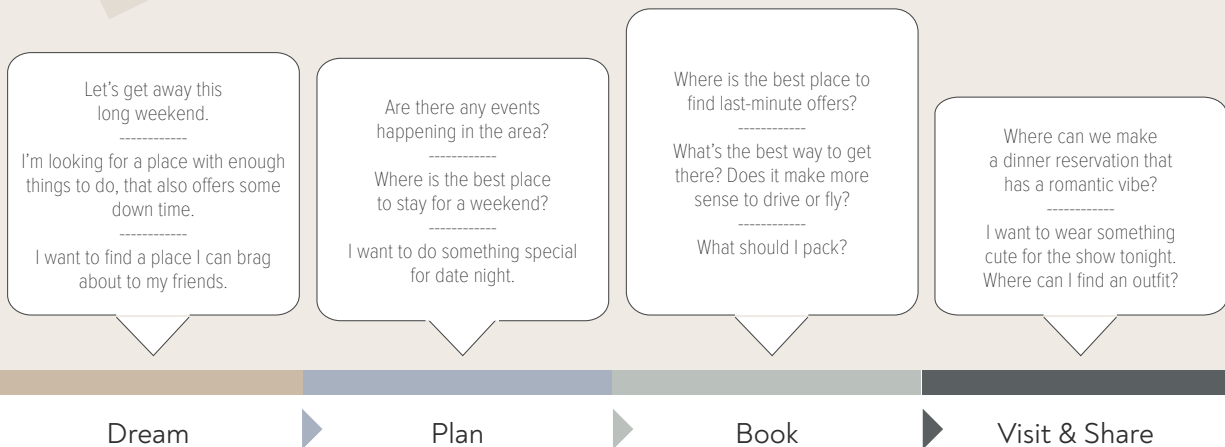 Let's get away this
long weekend.
------------
I'm looking for a place with enough
things to do, that also offers some
down time.
------------
I want to find a place I can brag
about to my friends.
Are there any events
happening in the area?
------------
Where is the best place
to stay for a weekend?
------------
I want to do something special
for date night.
Where is the best place to
find last-minute offers?
------------
What's the best way to get
there? Does it make more
sense to drive or fly?
------------
What should I pack?
Where can we make
a dinner reservation that
has a romantic vibe?
------------
I want to wear something
cute for the show tonight.
Where can I find an outfit?
Dream
Plan
Book
Visit & Share